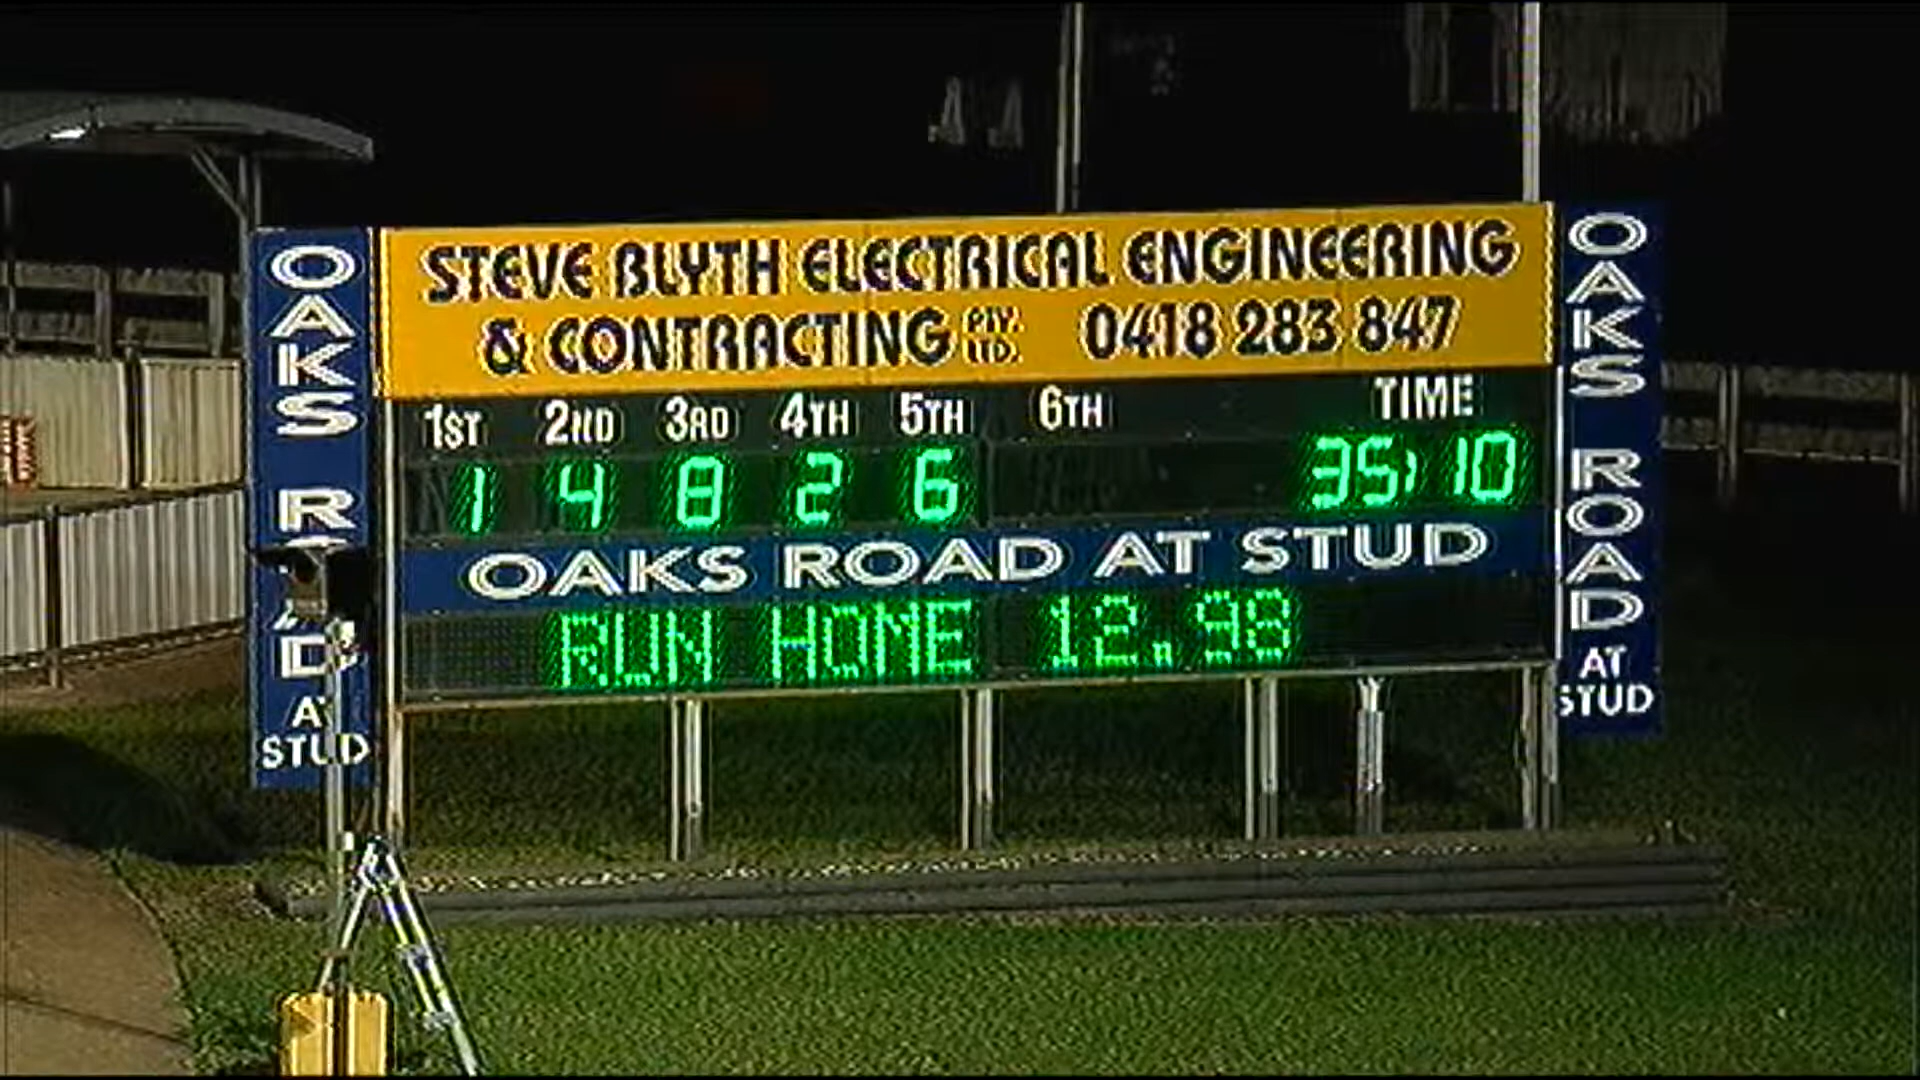 STEVE BLYTH ELECTRICAL ENGINEERING
& CONTRACTING PTY. LTD. 0418 283 847
1ST 2ND 3RD 4TH 5TH 6TH TIME
1 4 8 2 6 35:10
OAKS ROAD AT STUD
RUN HOME 12.98
OAKS
R
AD
AT
STUD
OAKS
ROAD
AT
STUD